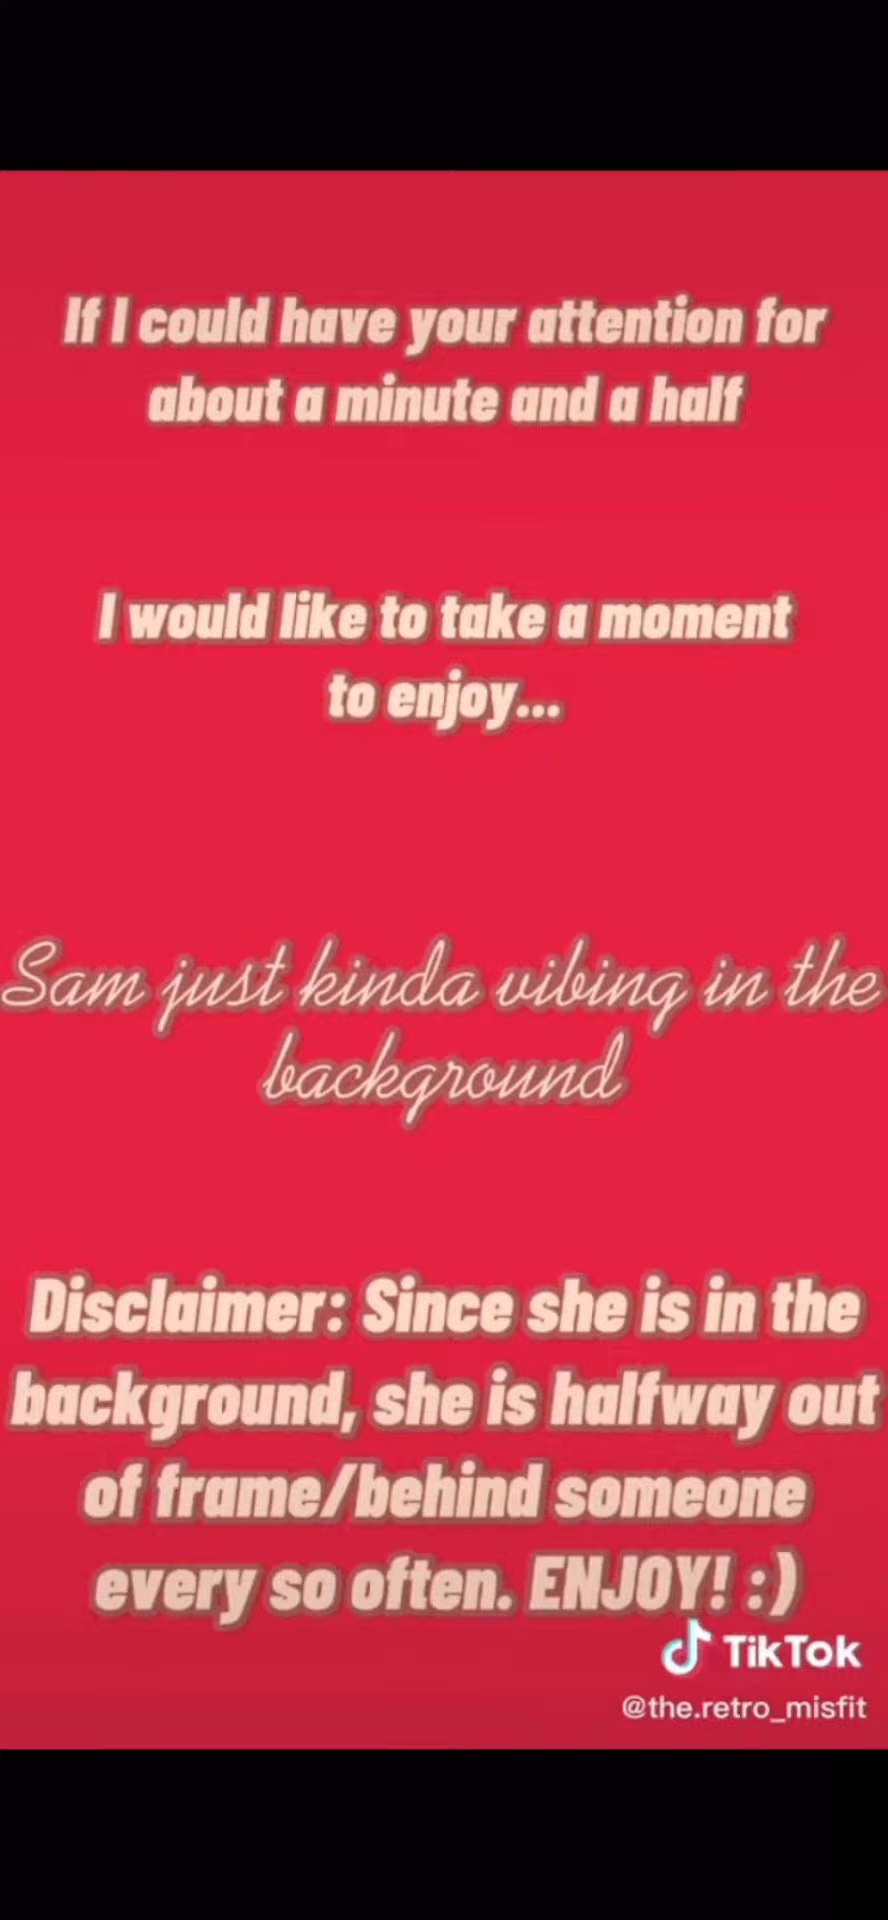 If I could have your attention for
about a minute and a half
I would like to take a moment
to enjoy...
Sam just kinda vibing in the
background
Disclaimer: Since she is in the
background, she is halfway out
of frame/behind someone
every so often. ENJOY! :)
TikTok
@the.retro_misfit